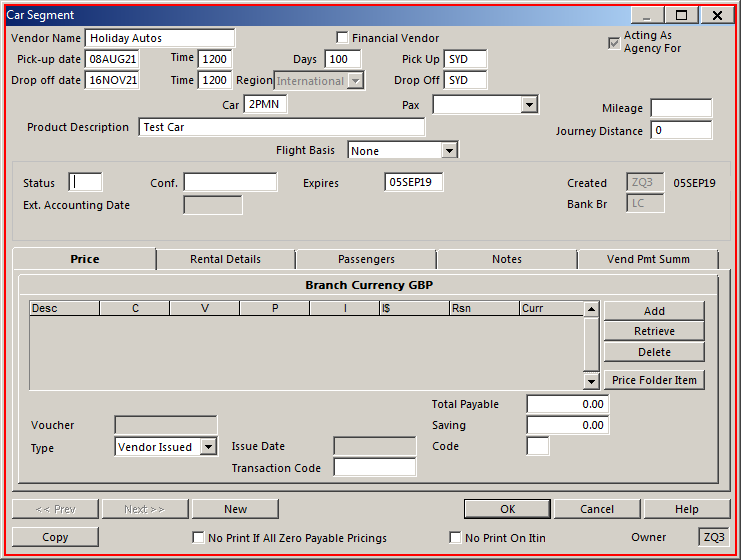 Car Segment
Vendor Name Holiday Autos Financial Vendor Acting As Agency For
Pick-up date 08AUG21 Time 1200 Days 100 Pick Up SYD
Drop off date 16NOV21 Time 1200 Region International Drop Off SYD
Car 2PMN Pax Mileage
Product Description Test Car Journey Distance 0
Flight Basis None
Status Conf. Expires 05SEP19 Created ZQ3 05SEP19
Ext. Accounting Date Bank Br LC
Price Rental Details Passengers Notes Vend Pmt Summ
Branch Currency GBP
Desc C V P I I$ Rsn Curr
Add
Retrieve
Delete
Price Folder Item
Total Payable 0.00
Voucher Saving 0.00
Type Vendor Issued Issue Date Code
Transaction Code
<< Prev Next >> New OK Cancel Help
Copy No Print If All Zero Payable Pricings No Print On Itin Owner ZQ3